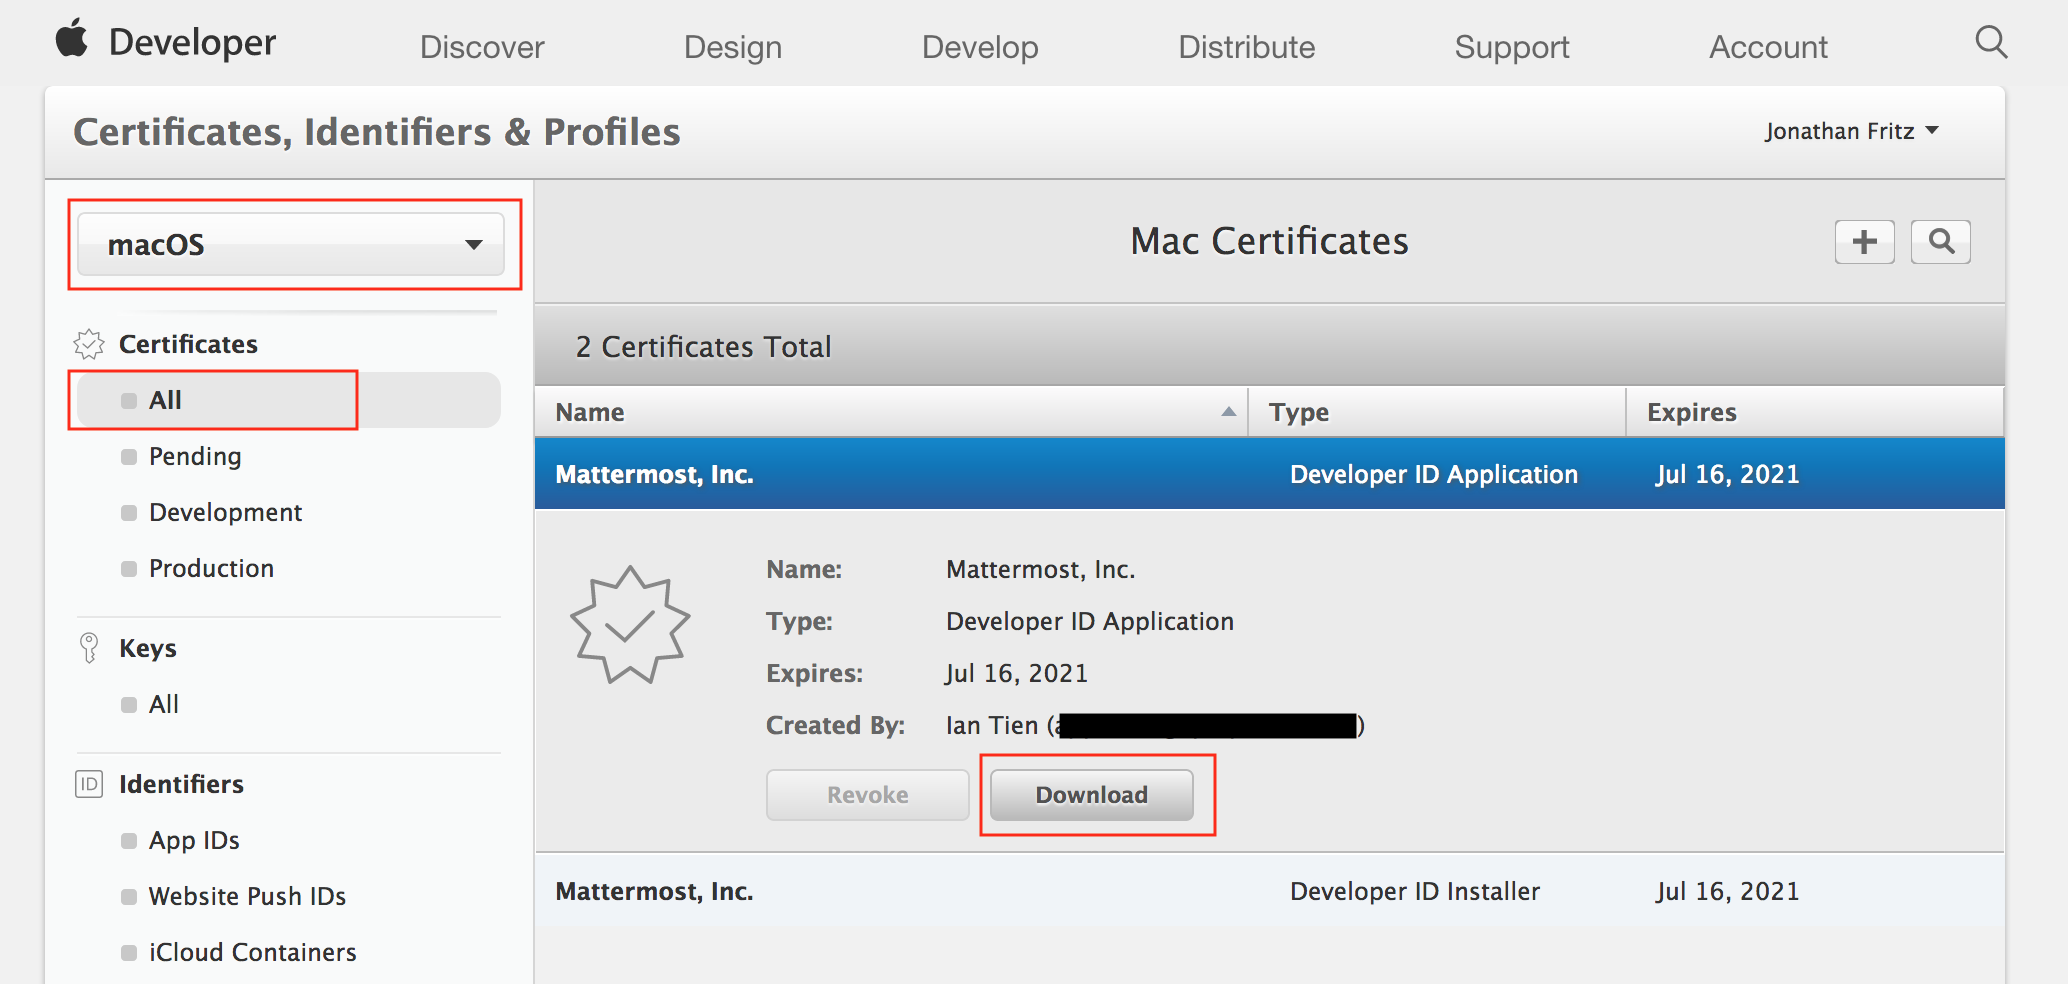 Developer
Discover
Design
Develop
Distribute
Support
Account
Certificates, Identifiers & Profiles
Jonathan Fritz
macOS
Certificates
All
Pending
Development
Production
Keys
All
ID Identifiers
App IDs
Website Push IDs
iCloud Containers
Mac Certificates
2 Certificates Total
Name Type Expires
Mattermost, Inc. Developer ID Application Jul 16, 2021
Name: Mattermost, Inc.
Type: Developer ID Application
Expires: Jul 16, 2021
Created By: Ian Tien ( )
Revoke Download
Mattermost, Inc. Developer ID Installer Jul 16, 2021